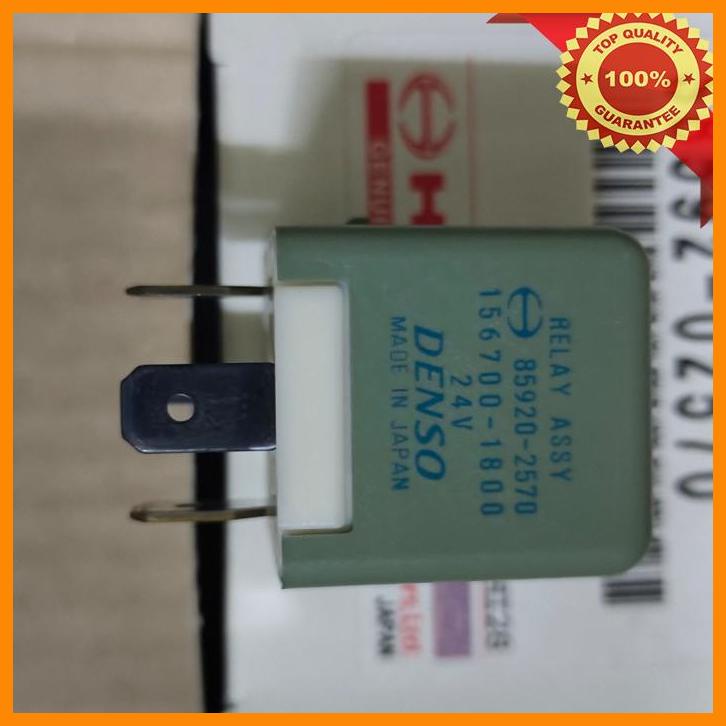 TOP QUALITY
100%
GUARANTEE
RELAY ASSY
85920-2570
156700-1800
24V
DENSO
MADE IN JAPAN
JAPAN